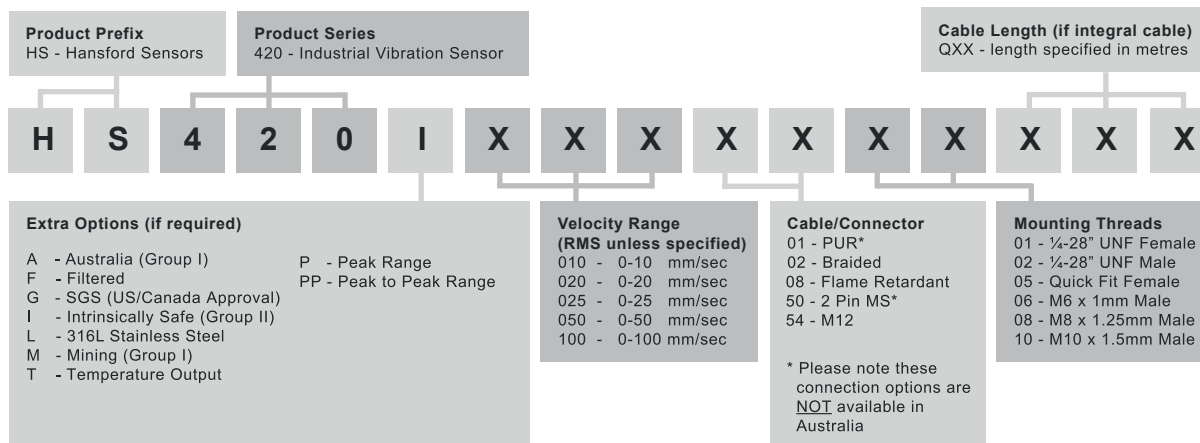 Product Prefix
HS - Hansford Sensors
Product Series
420 - Industrial Vibration Sensor
Cable Length (if integral cable)
QXX - length specified in metres
H S 4 2 0 I X X X X X X X X X X
Extra Options (if required)
A - Australia (Group I)
F - Filtered
G - SGS (US/Canada Approval)
I - Intrinsically Safe (Group II)
L - 316L Stainless Steel
M - Mining (Group I)
T - Temperature Output
P - Peak Range
PP - Peak to Peak Range
Velocity Range
(RMS unless specified)
010 - 0-10 mm/sec
020 - 0-20 mm/sec
025 - 0-25 mm/sec
050 - 0-50 mm/sec
100 - 0-100 mm/sec
Cable/Connector
01 - PUR*
02 - Braided
08 - Flame Retardant
50 - 2 Pin MS*
54 - M12
* Please note these
connection options are
NOT available in
Australia
Mounting Threads
01 - ¼-28” UNF Female
02 - ¼-28” UNF Male
05 - Quick Fit Female
06 - M6 x 1mm Male
08 - M8 x 1.25mm Male
10 - M10 x 1.5mm Male